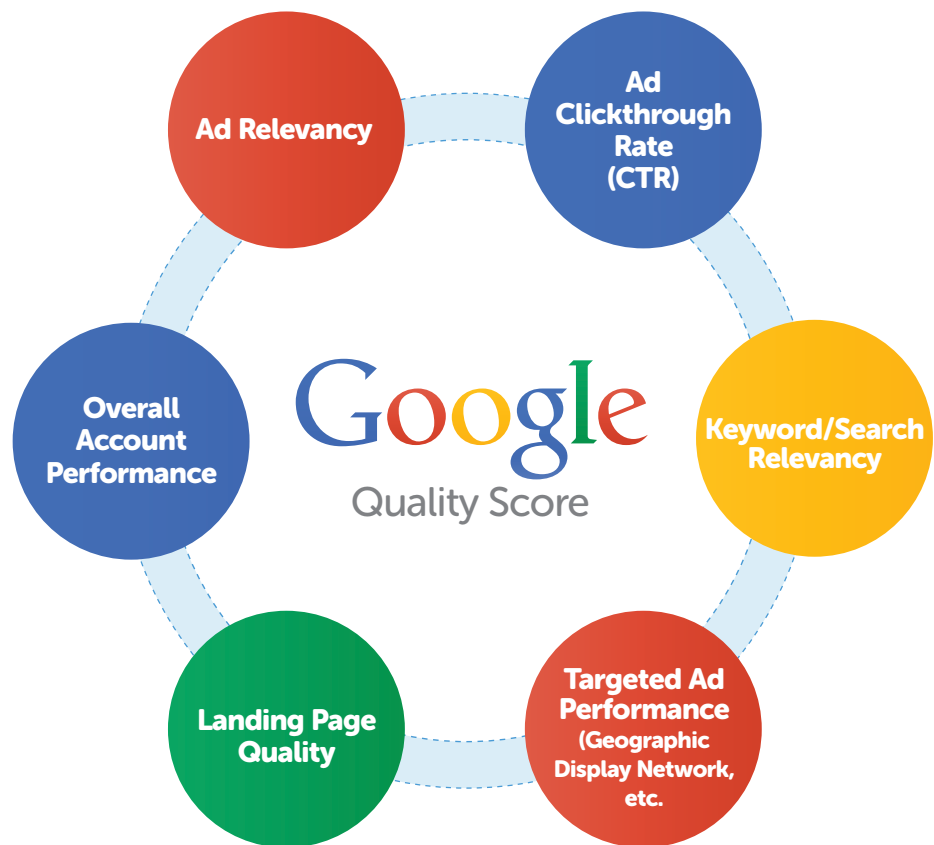 Ad Relevancy
Ad
Clickthrough
Rate
(CTR)
Overall
Account
Performance
Google
Quality Score
Keyword/Search
Relevancy
Landing Page
Quality
Targeted Ad
Performance
(Geographic
Display Network,
etc.